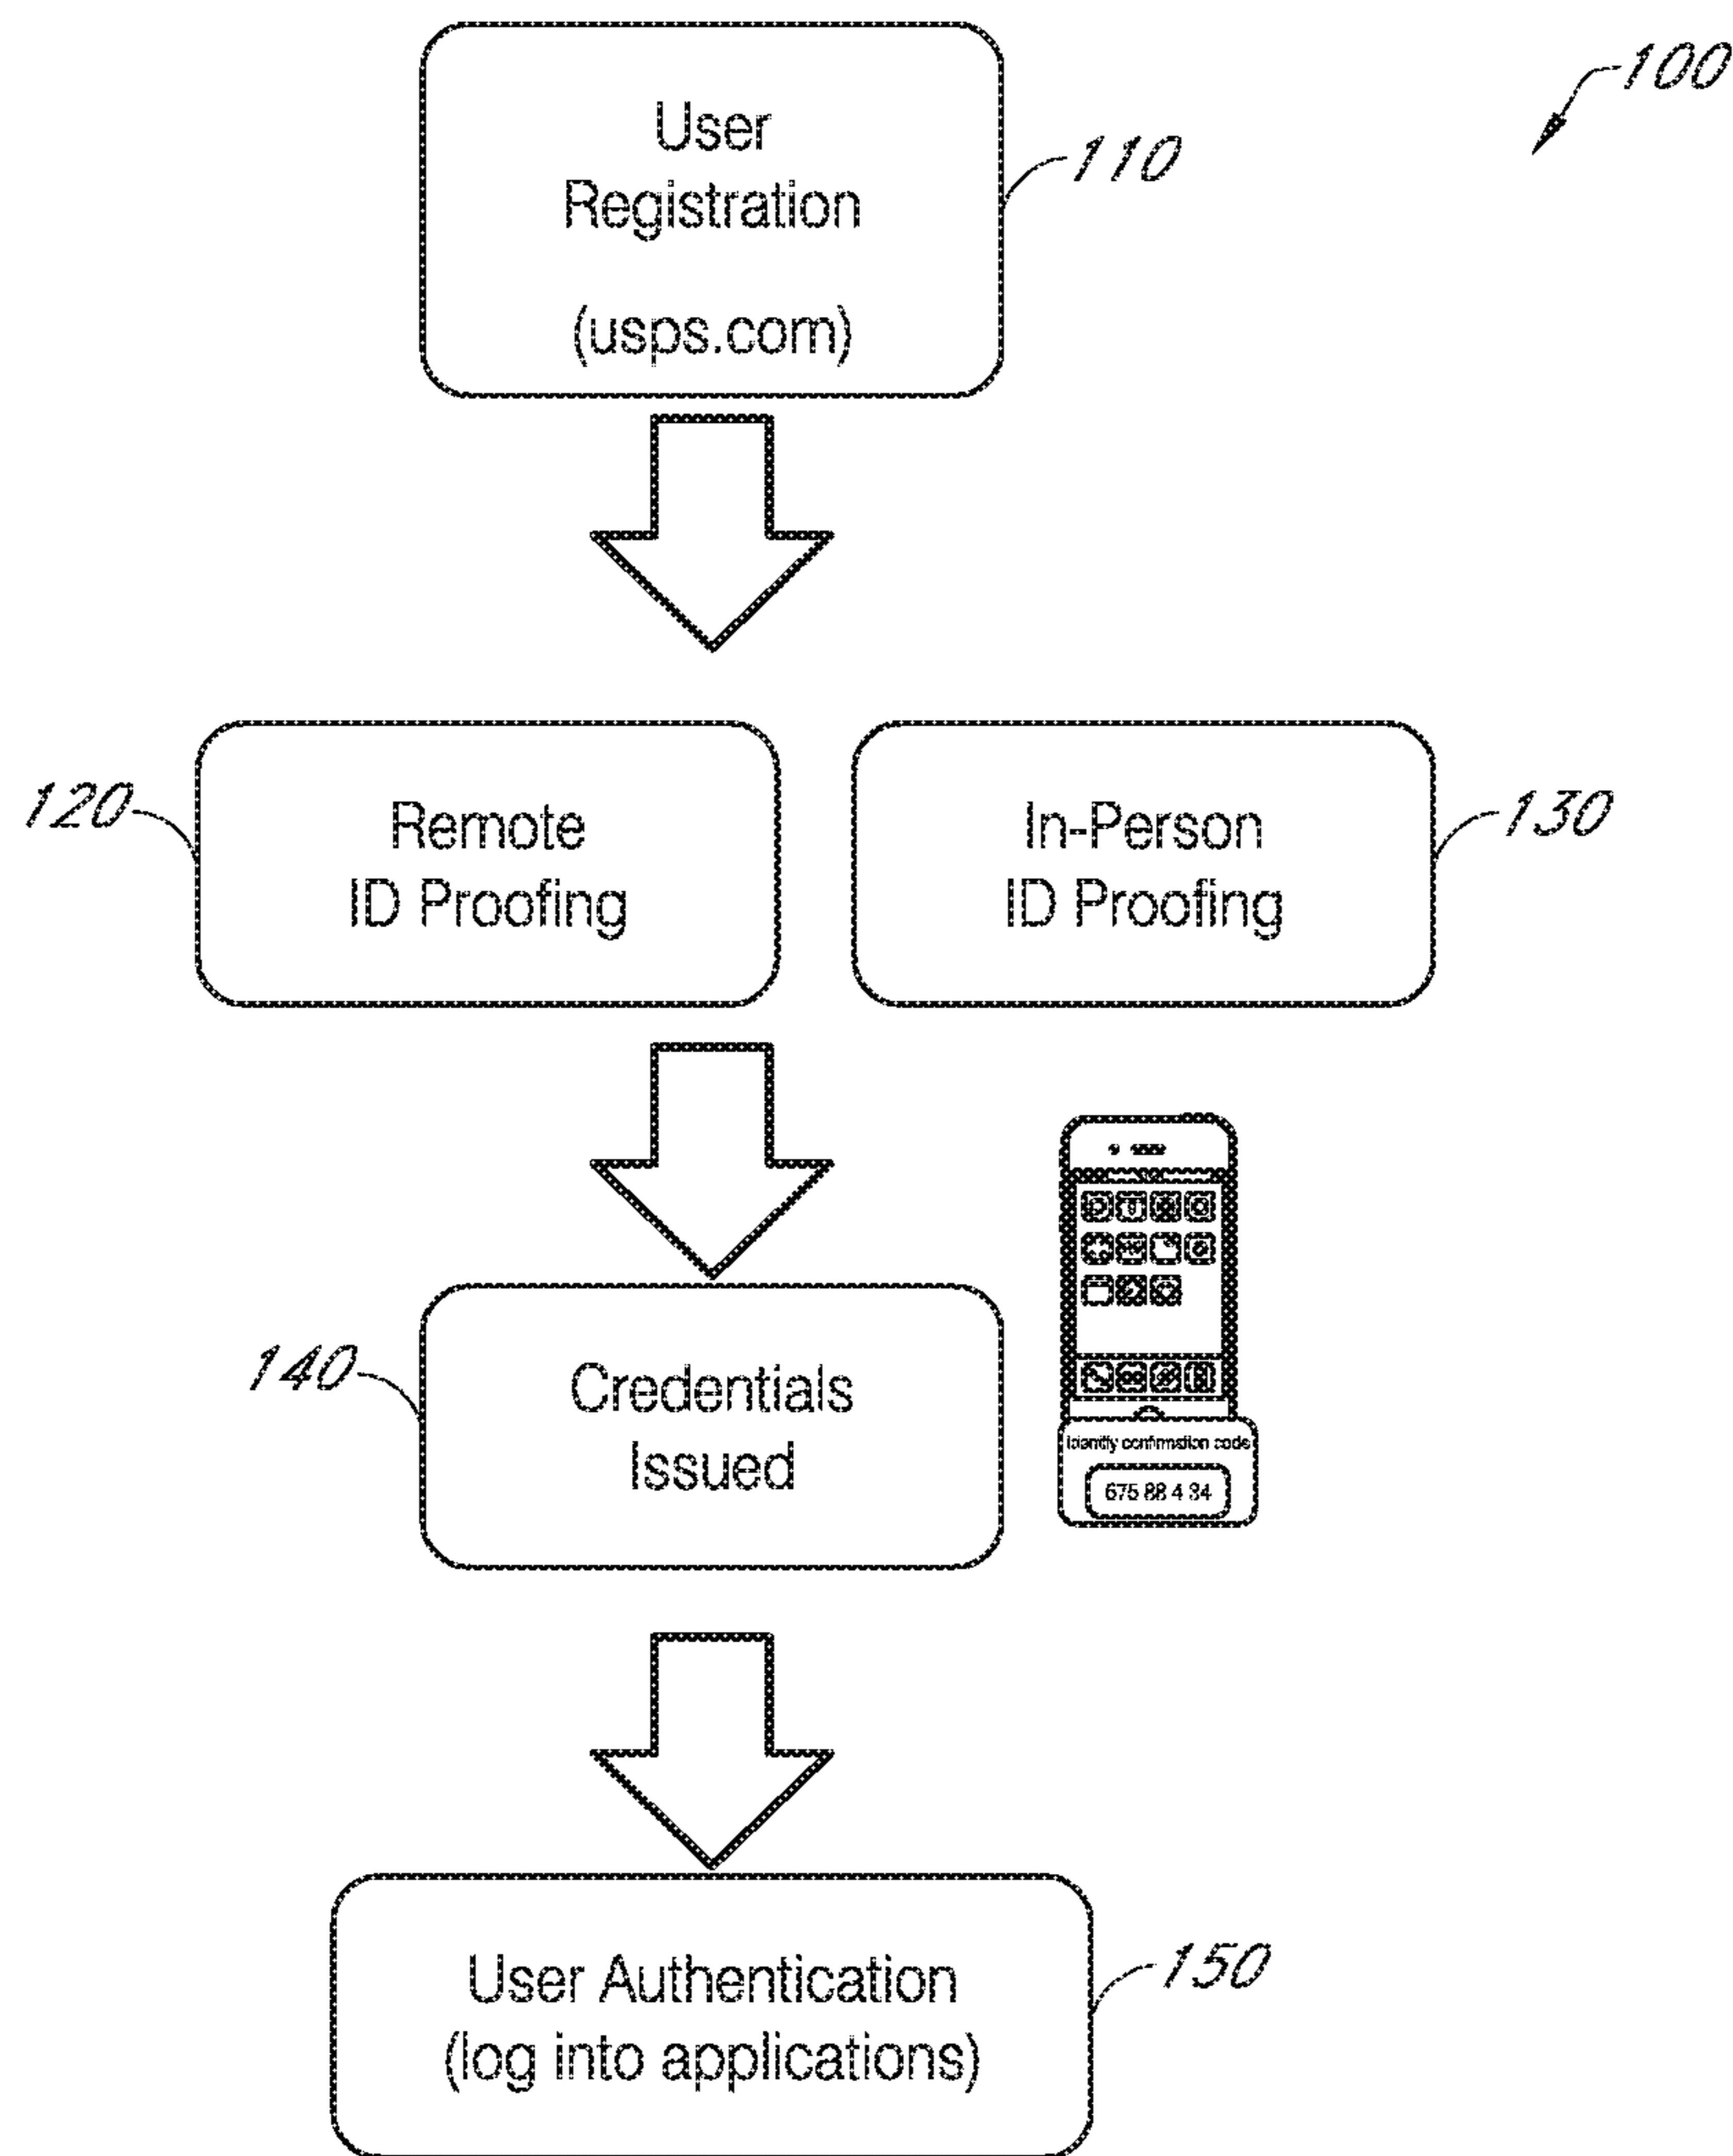 100
User
Registration
(usps.com)
110
120
Remote
ID Proofing
In-Person
ID Proofing
130
140
Credentials
Issued
Identify confirmation code
675 88 4 34
User Authentication
(log into applications)
150